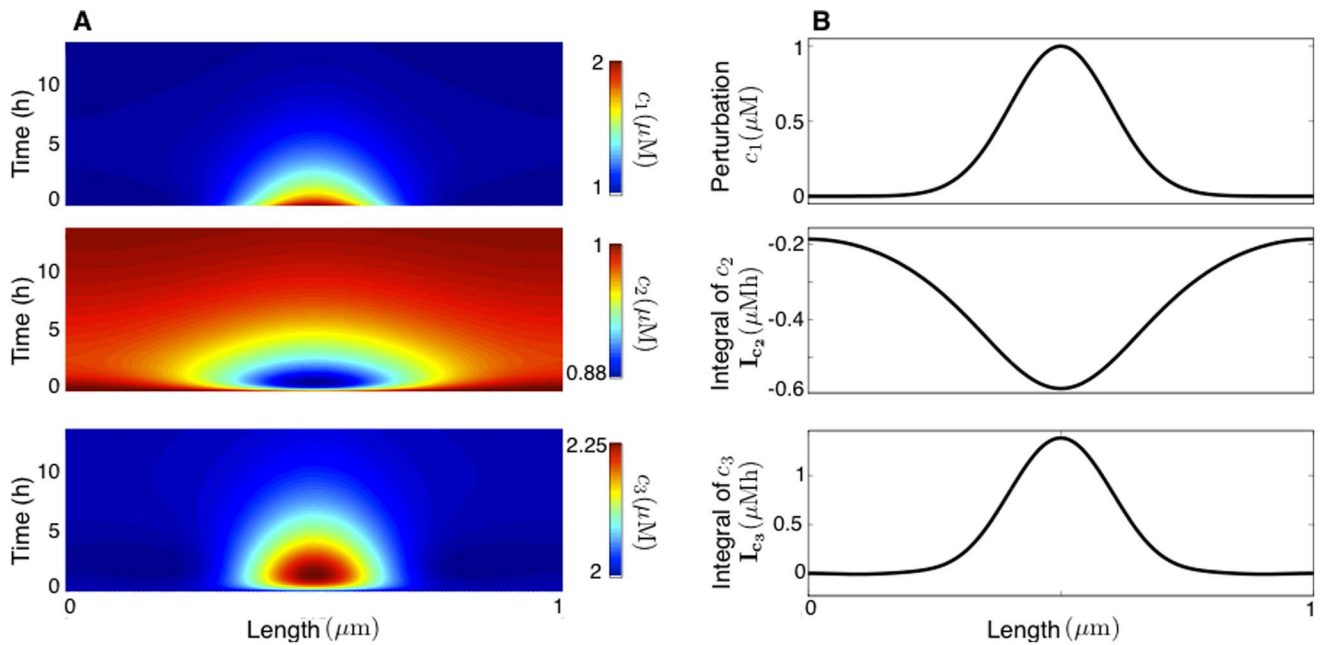 A
Time (h)
10
5
0
2
1
c₁(μM)
Time (h)
10
5
0
1
0.88
c₂(μM)
Time (h)
10
5
0
2.25
2
c₃(μM)
0
1
Length (μm)
B
Perturbation
c₁(μM)
1
0.5
0
Integral of c₂
I_c₂(μMh)
-0.2
-0.4
-0.6
Integral of c₃
I_c₃(μMh)
1
0.5
0
0
1
Length (μm)